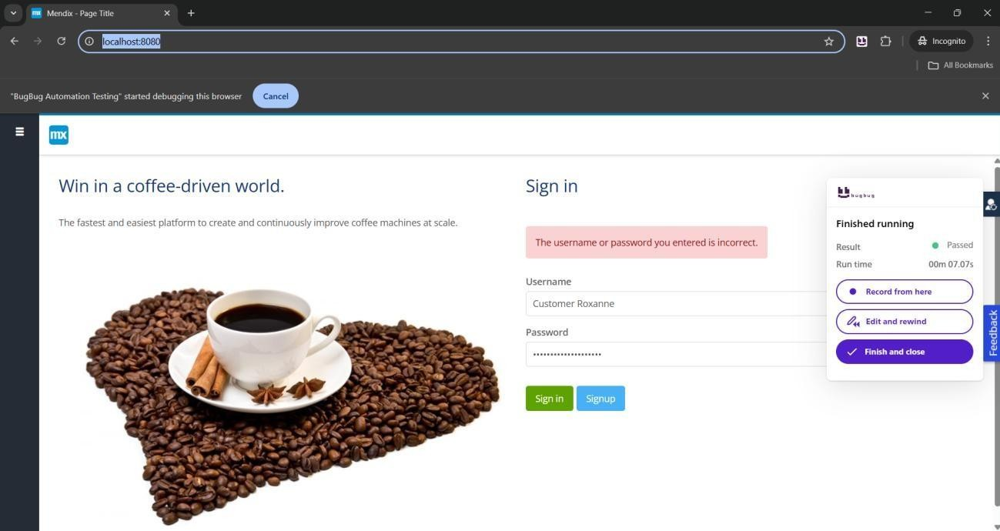 mx Mendix - Page Title
localhost:8080
Incognito
All Bookmarks
"BugBug Automation Testing" started debugging this browser Cancel
mx
Win in a coffee-driven world.
The fastest and easiest platform to create and continuously improve coffee machines at scale.
Sign in
The username or password you entered is incorrect.
Username
Customer Roxanne
Password
••••••••••••••••••••
Sign in Signup
bugbug
Finished running
Result Passed
Run time 00m 07.07s
Record from here
Edit and rewind
Finish and close
Feedback